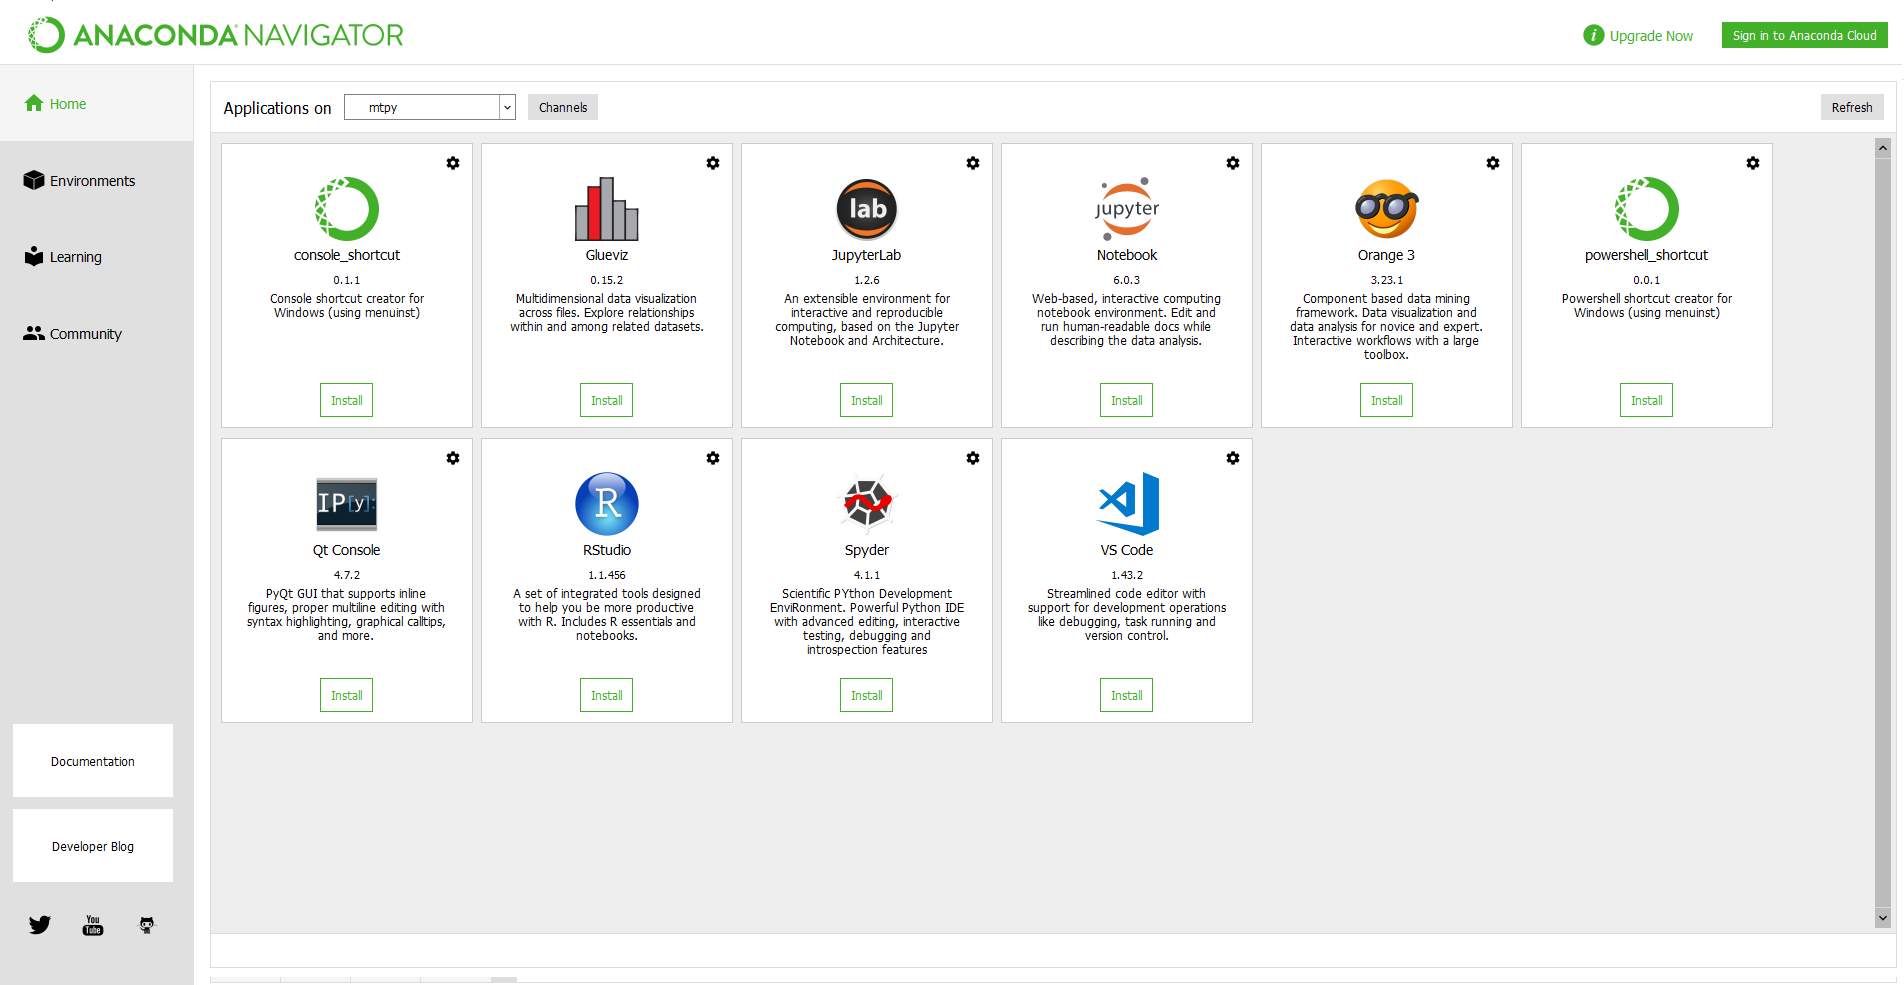 ANACONDA NAVIGATOR
i Upgrade Now
Sign in to Anaconda Cloud
Home
Environments
Learning
Community
Documentation
Developer Blog
You
Tube
Applications on
mtpy
Channels
Refresh
console_shortcut
0.1.1
Console shortcut creator for
Windows (using menuinst)
Install
Glueviz
0.15.2
Multidimensional data visualization
across files. Explore relationships
within and among related datasets.
Install
lab
JupyterLab
1.2.6
An extensible environment for
interactive and reproducible
computing, based on the Jupyter
Notebook and Architecture.
Install
jupyter
Notebook
6.0.3
Web-based, interactive computing
notebook environment. Edit and
run human-readable docs while
describing the data analysis.
Install
Orange 3
3.23.1
Component based data mining
framework. Data visualization and
data analysis for novice and expert.
Interactive workflows with a large
toolbox.
Install
powershell_shortcut
0.0.1
Powershell shortcut creator for
Windows (using menuinst)
Install
IP[y]:
Qt Console
4.7.2
PyQt GUI that supports inline
figures, proper multiline editing with
syntax highlighting, graphical calltips,
and more.
Install
R
RStudio
1.1.456
A set of integrated tools designed
to help you be more productive
with R. Includes R essentials and
notebooks.
Install
Spyder
4.1.1
Scientific PYthon Development
EnviRonment. Powerful Python IDE
with advanced editing, interactive
testing, debugging and
introspection features
Install
VS Code
1.43.2
Streamlined code editor with
support for development operations
like debugging, task running and
version control.
Install